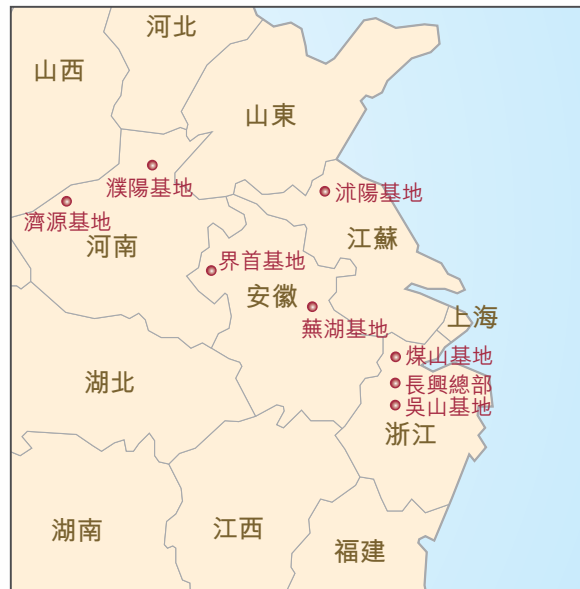 河北
山西
山東
濮陽基地
沭陽基地
濟源基地
河南
江蘇
界首基地
安徽
上海
蕪湖基地
煤山基地
湖北
長興總部
吳山基地
浙江
湖南
江西
福建